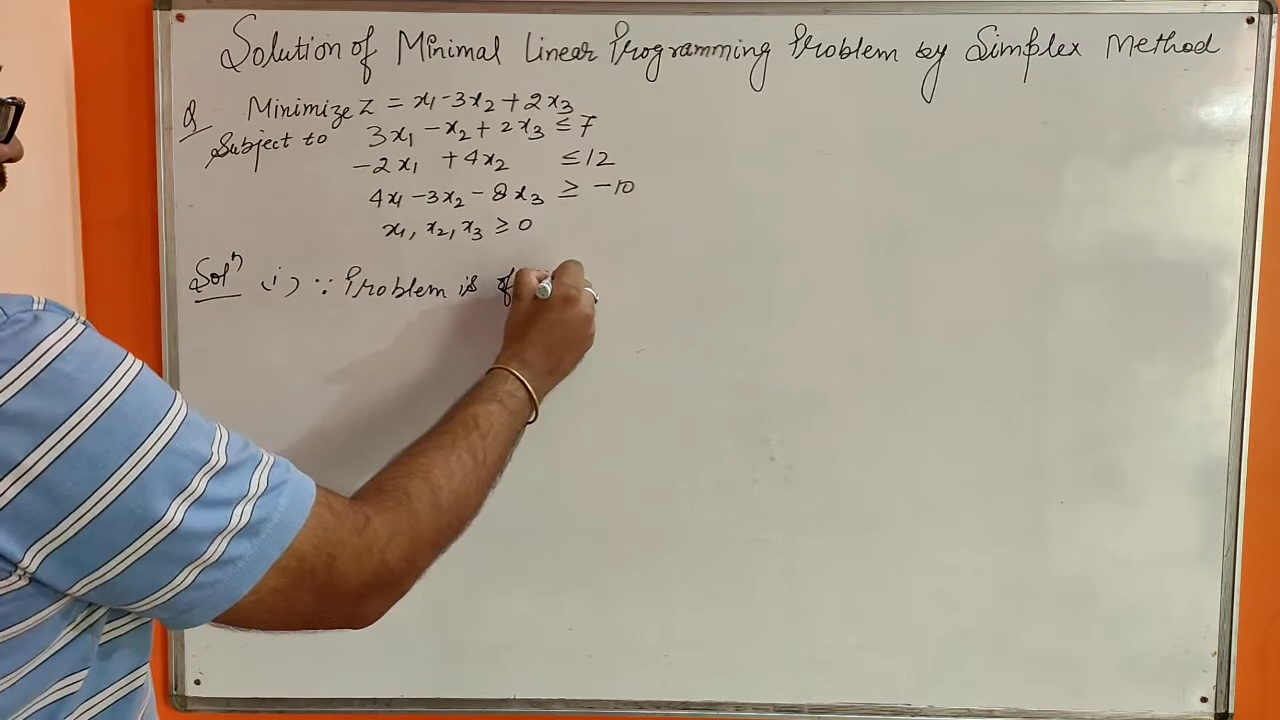 Solution of Minimal Linear Programming Problem by Simplex Method
Q Minimize Z = x₁-3x₂+2x₃
Subject to 3x₁ -x₂+ 2x₃ ≤ 7
-2x₁ +4x₂ ≤12
4x₁-3x₂-8x₃ ≥ -10
x₁, x₂, x₃ ≥ 0
Solⁿ (i) ∵ Problem is of